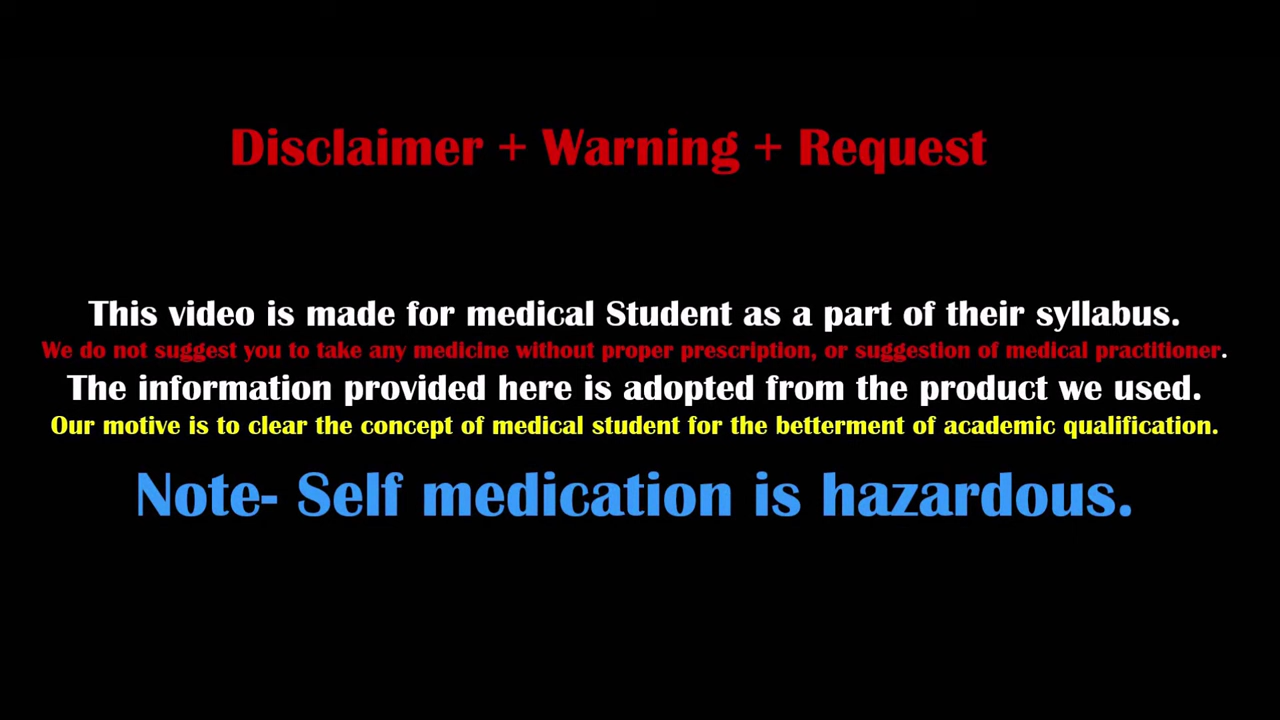 Disclaimer + Warning + Request
This video is made for medical Student as a part of their syllabus.
We do not suggest you to take any medicine without proper prescription, or suggestion of medical practitioner.
The information provided here is adopted from the product we used.
Our motive is to clear the concept of medical student for the betterment of academic qualification.
Note- Self medication is hazardous.